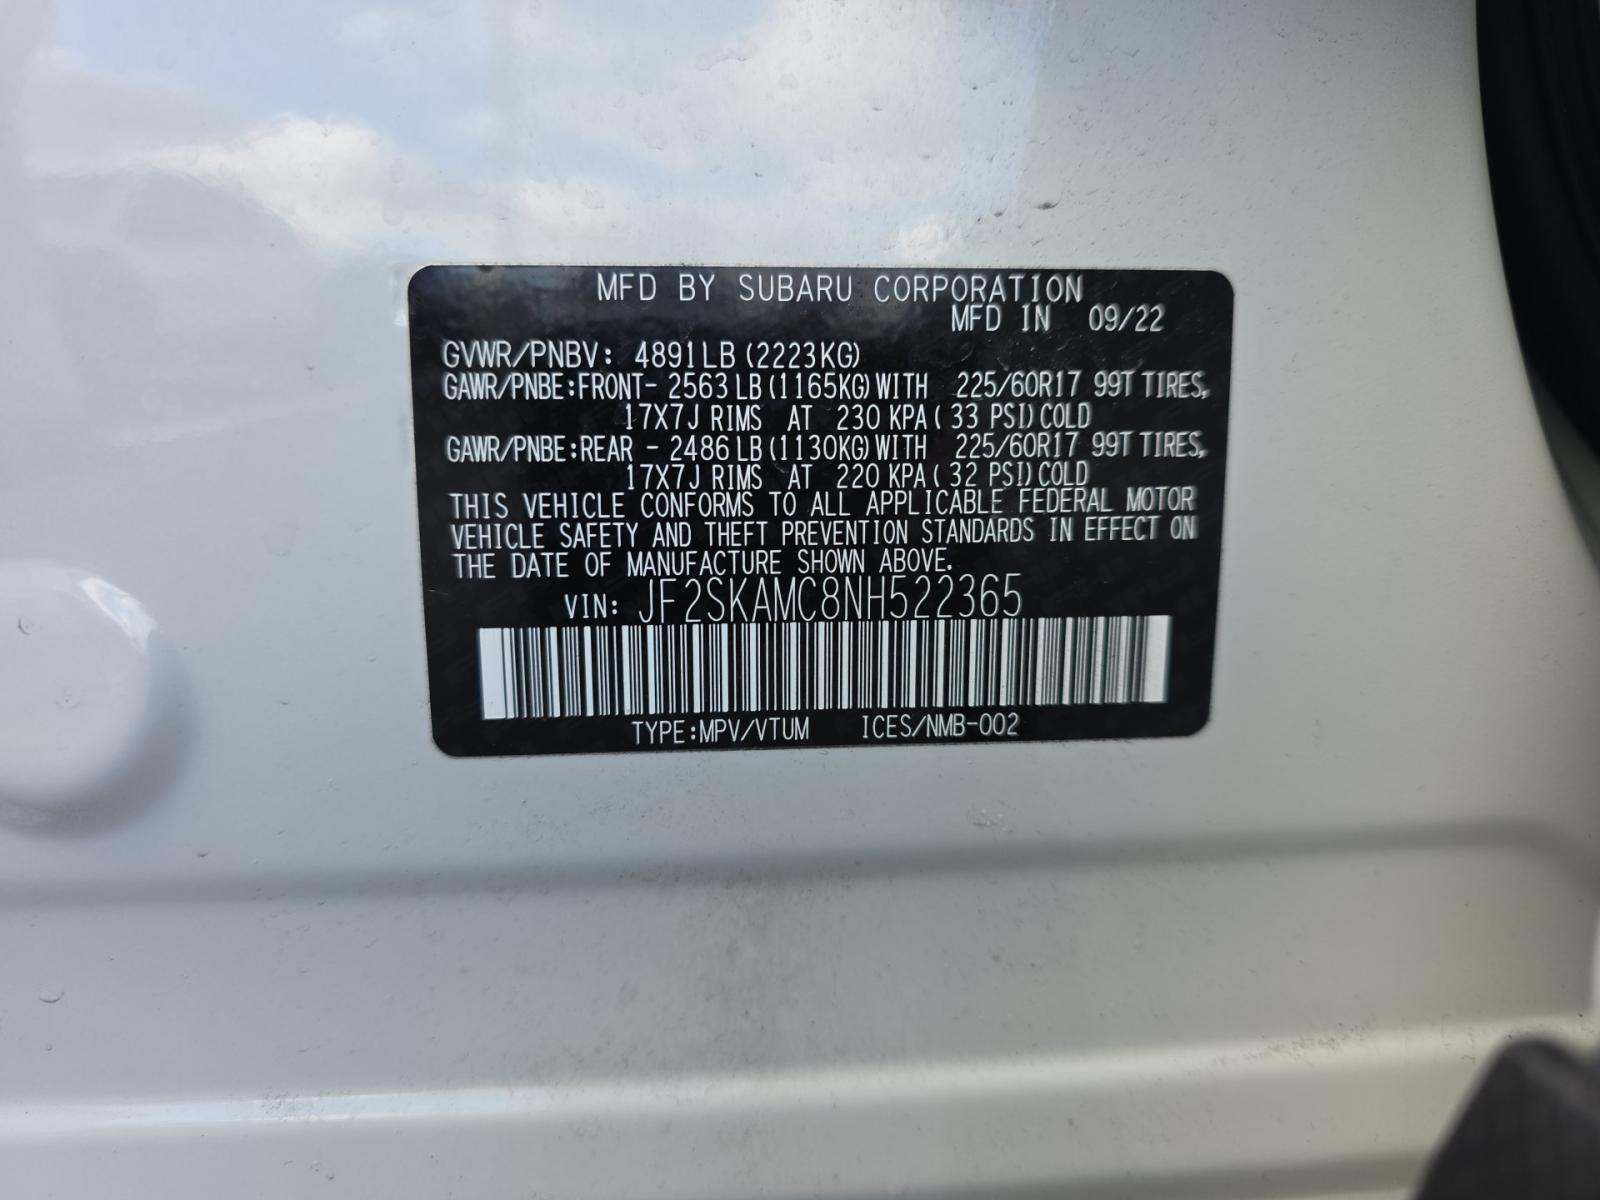 MFD BY SUBARU CORPORATION
MFD IN 09/22
GVWR/PNBV: 4891LB(2223KG)
GAWR/PNBE:FRONT- 2563LB(1165KG)WITH 225/60R17 99T TIRES,
17X7J RIMS AT 230 KPA( 33 PSI)COLD
GAWR/PNBE:REAR - 2486LB(1130KG)WITH 225/60R17 99T TIRES,
17X7J RIMS AT 220 KPA( 32 PSI)COLD
THIS VEHICLE CONFORMS TO ALL APPLICABLE FEDERAL MOTOR
VEHICLE SAFETY AND THEFT PREVENTION STANDARDS IN EFFECT ON
THE DATE OF MANUFACTURE SHOWN ABOVE.
VIN: JF2SKAMC8NH522365
TYPE:MPV/VTUM ICES/NMB-002